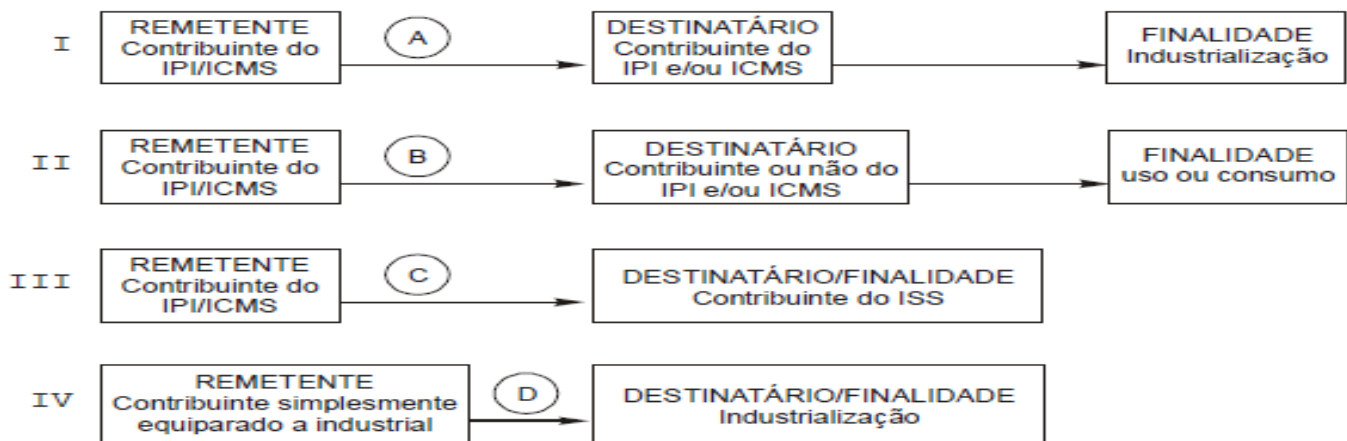 I
REMETENTE
Contribuinte do
IPI/ICMS
A
DESTINATÁRIO
Contribuinte do
IPI e/ou ICMS
FINALIDADE
Industrialização
II
REMETENTE
Contribuinte do
IPI/ICMS
B
DESTINATÁRIO
Contribuinte ou não do
IPI e/ou ICMS
FINALIDADE
uso ou consumo
III
REMETENTE
Contribuinte do
IPI/ICMS
C
DESTINATÁRIO/FINALIDADE
Contribuinte do ISS
IV
REMETENTE
Contribuinte simplesmente
equiparado a industrial
D
DESTINATÁRIO/FINALIDADE
Industrialização